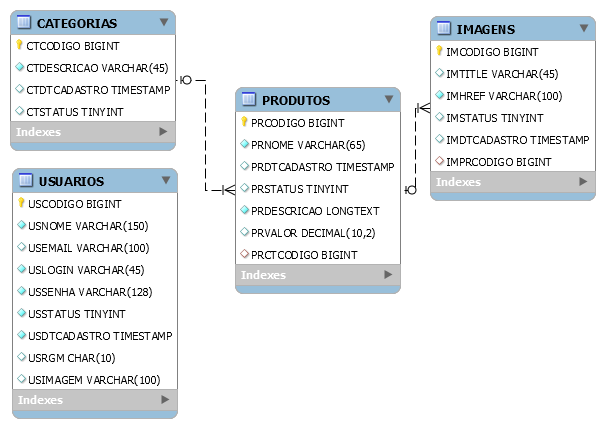 CATEGORIAS
CTCODIGO BIGINT
CTDESCRICAO VARCHAR(45)
CTDTCADASTRO TIMESTAMP
CTSTATUS TINYINT
Indexes
USUARIOS
USCODIGO BIGINT
USNOME VARCHAR(150)
USEMAIL VARCHAR(100)
USLOGIN VARCHAR(45)
USSENHA VARCHAR(128)
USSTATUS TINYINT
USDTCADASTRO TIMESTAMP
USRGM CHAR(10)
USIMAGEM VARCHAR(100)
Indexes
PRODUTOS
PRCODIGO BIGINT
PRNOME VARCHAR(65)
PRDTCADASTRO TIMESTAMP
PRSTATUS TINYINT
PRDESCRICAO LONGTEXT
PRVALOR DECIMAL(10,2)
PRCTCODIGO BIGINT
Indexes
IMAGENS
IMCODIGO BIGINT
IMTITLE VARCHAR(45)
IMHREF VARCHAR(100)
IMSTATUS TINYINT
IMDTCADASTRO TIMESTAMP
IMPRCODIGO BIGINT
Indexes